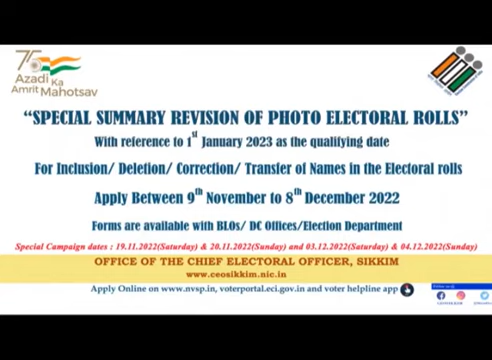 75
Azadi Ka
Amrit Mahotsav
“SPECIAL SUMMARY REVISION OF PHOTO ELECTORAL ROLLS”
With reference to 1st January 2023 as the qualifying date
For Inclusion/ Deletion/ Correction/ Transfer of Names in the Electoral rolls
Apply Between 9th November to 8th December 2022
Forms are available with BLOs/ DC Offices/Election Department
Special Campaign dates : 19.11.2022(Saturday) & 20.11.2022(Sunday) and 03.12.2022(Saturday) & 04.12.2022(Sunday)
OFFICE OF THE CHIEF ELECTORAL OFFICER, SIKKIM
www.ceosikkim.nic.in
Apply Online on www.nvsp.in, voterportal.eci.gov.in and voter helpline app